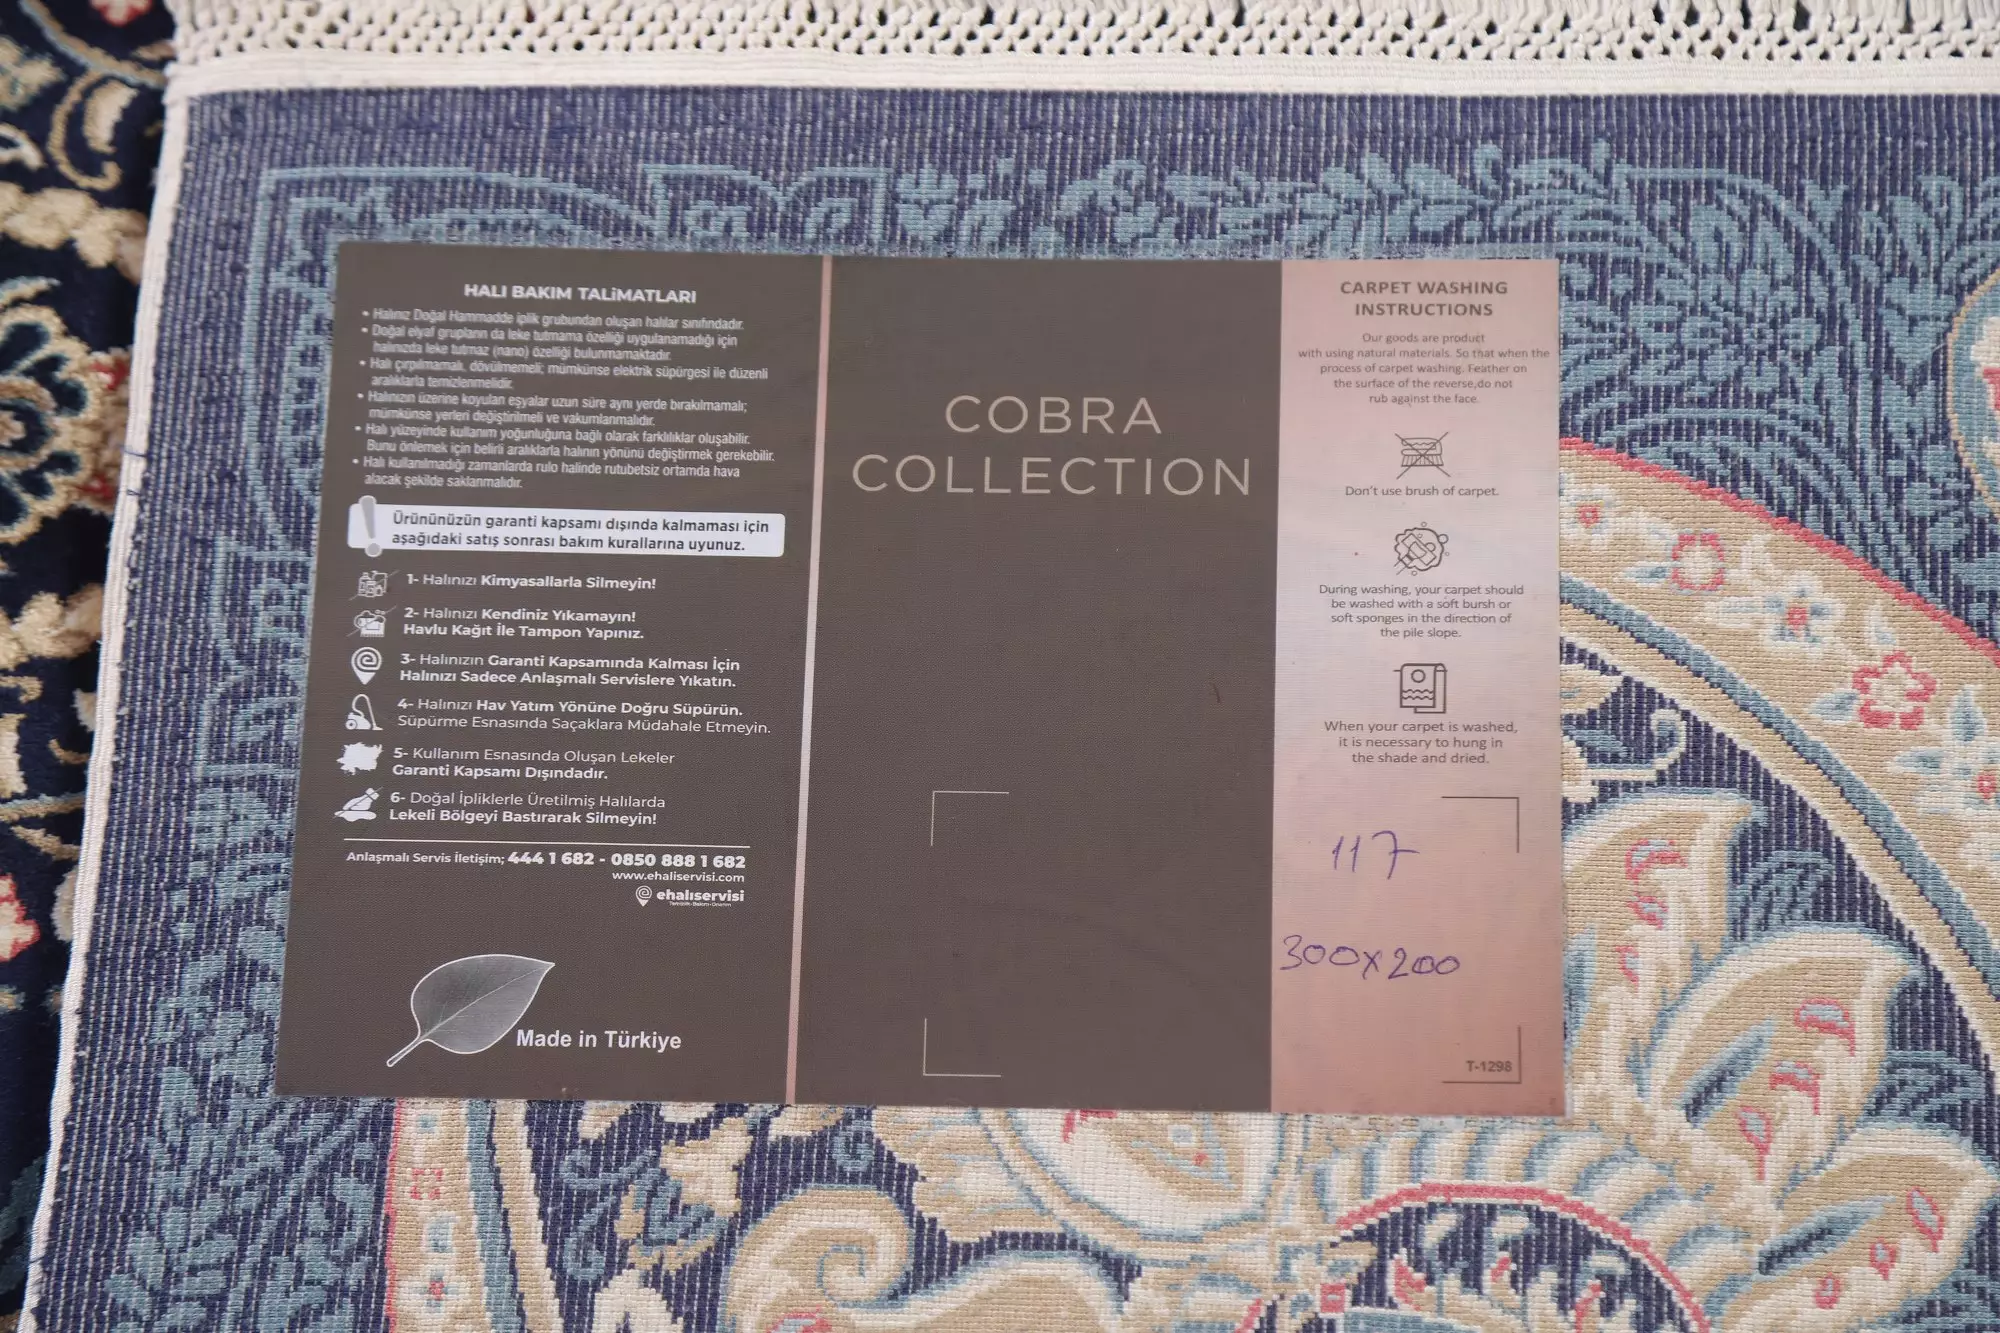 HALI BAKIM TALiMATLARI
• Halınız Doğal Hammadde iplik grubundan oluşan halılar sınıfındadır.
• Doğal elyaf grupların da leke tutmama özelliği uygulanamadığı için
halınızda leke tutmaz (nano) özelliği bulunmamaktadır.
• Halı çırpılmamalı, dövülmemeli; mümkünse elektrik süpürgesi ile düzenli
aralıklarla temizlenmelidir.
• Halınızın üzerine koyulan eşyalar uzun süre aynı yerde bırakılmamalı;
mümkünse yerleri değiştirilmeli ve vakumlanmalıdır.
• Halı yüzeyinde kullanım yoğunluğuna bağlı olarak farklılıklar oluşabilir.
Bunu önlemek için belirli aralıklarla halının yönünü değiştirmek gerekebilir.
• Halı kullanılmadığı zamanlarda rulo halinde rutubetsiz ortamda hava
alacak şekilde saklanmalıdır.
Ürününüzün garanti kapsamı dışında kalmaması için
aşağıdaki satış sonrası bakım kurallarına uyunuz.
1- Halınızı Kimyasallarla Silmeyin!
2- Halınızı Kendiniz Yıkamayın!
Havlu Kağıt İle Tampon Yapınız.
3- Halınızın Garanti Kapsamında Kalması İçin
Halınızı Sadece Anlaşmalı Servislere Yıkatın.
4- Halınızı Hav Yatım Yönüne Doğru Süpürün.
Süpürme Esnasında Saçaklara Müdahale Etmeyin.
5- Kullanım Esnasında Oluşan Lekeler
Garanti Kapsamı Dışındadır.
6- Doğal İpliklerle Üretilmiş Halılarda
Lekeli Bölgeyi Bastırarak Silmeyin!
Anlaşmalı Servis İletişim; 444 1 682 - 0850 888 1 682
www.ehaliservisi.com
ehalıservisi
Made in Türkiye
COBRA
COLLECTION
CARPET WASHING
INSTRUCTIONS
Our goods are product
with using natural materials. So that when the
process of carpet washing. Feather on
the surface of the reverse,do not
rub against the face.
Don't use brush of carpet.
During washing, your carpet should
be washed with a soft bursh or
soft sponges in the direction of
the pile slope.
When your carpet is washed,
it is necessary to hung in
the shade and dried.
117
300x200
T-1298